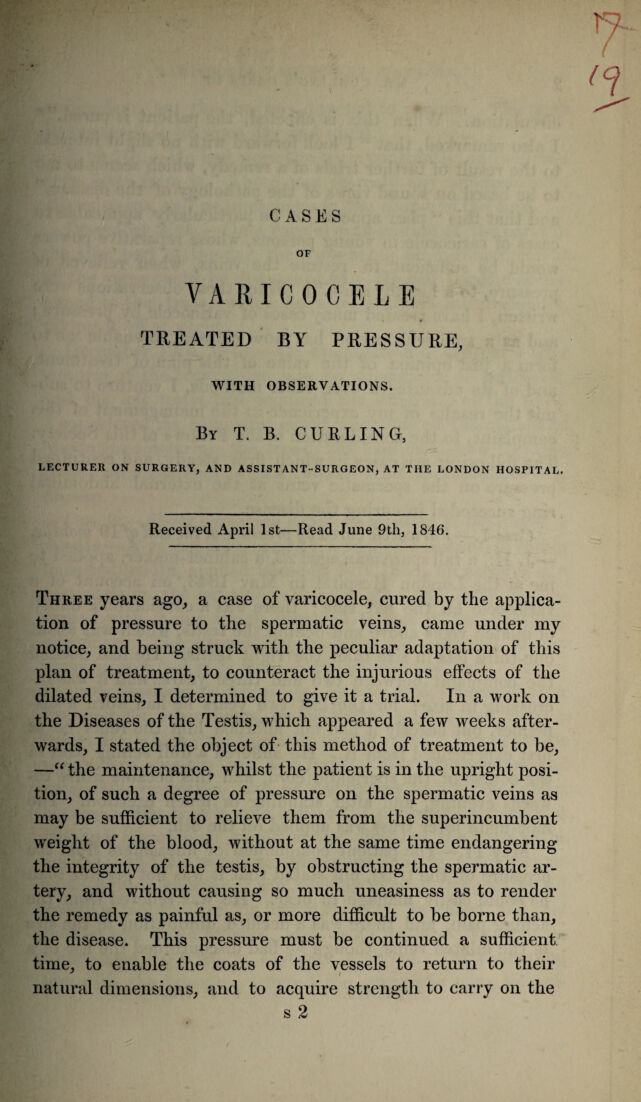 17
19
CASES
OF
VARICOCELE
TREATED BY PRESSURE,
WITH OBSERVATIONS.
By T. B. CURLING,
LECTURER ON SURGERY, AND ASSISTANT-SURGEON, AT THE LONDON HOSPITAL.
Received April 1st—Read June 9th, 1846.
Three years ago, a case of varicocele, cured by the applica-
tion of pressure to the spermatic veins, came under my
notice, and being struck with the peculiar adaptation of this
plan of treatment, to counteract the injurious effects of the
dilated veins, I determined to give it a trial. In a work on
the Diseases of the Testis, which appeared a few weeks after-
wards, I stated the object of this method of treatment to be,
—“the maintenance, whilst the patient is in the upright posi-
tion, of such a degree of pressure on the spermatic veins as
may be sufficient to relieve them from the superincumbent
weight of the blood, without at the same time endangering
the integrity of the testis, by obstructing the spermatic ar-
tery, and without causing so much uneasiness as to render
the remedy as painful as, or more difficult to be borne than,
the disease. This pressure must be continued a sufficient
time, to enable the coats of the vessels to return to their
natural dimensions, and to acquire strength to carry on the
s 2